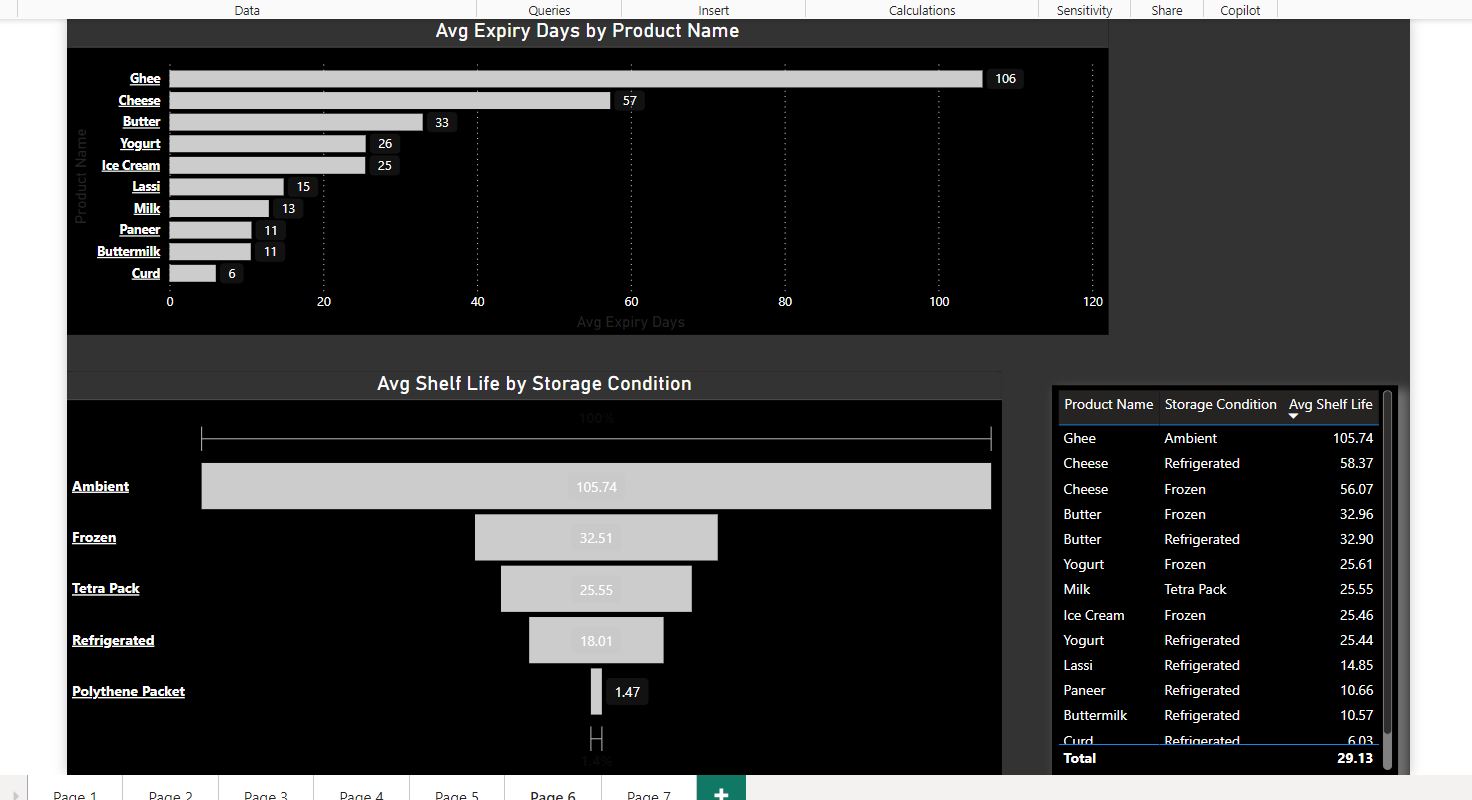 Data Queries Insert Calculations Sensitivity Share Copilot
Avg Expiry Days by Product Name
Product Name
Ghee 106
Cheese 57
Butter 33
Yogurt 26
Ice Cream 25
Lassi 15
Milk 13
Paneer 11
Buttermilk 11
Curd 6
0 20 40 60 80 100 120
Avg Expiry Days
Avg Shelf Life by Storage Condition
100%
Ambient 105.74
Frozen 32.51
Tetra Pack 25.55
Refrigerated 18.01
Polythene Packet 1.47
1.4%
Product Name Storage Condition Avg Shelf Life
Ghee Ambient 105.74
Cheese Refrigerated 58.37
Cheese Frozen 56.07
Butter Frozen 32.96
Butter Refrigerated 32.90
Yogurt Frozen 25.61
Milk Tetra Pack 25.55
Ice Cream Frozen 25.46
Yogurt Refrigerated 25.44
Lassi Refrigerated 14.85
Paneer Refrigerated 10.66
Buttermilk Refrigerated 10.57
Curd Refrigerated 6.03
Total 29.13
Page 1 Page 2 Page 3 Page 4 Page 5 Page 6 Page 7 +